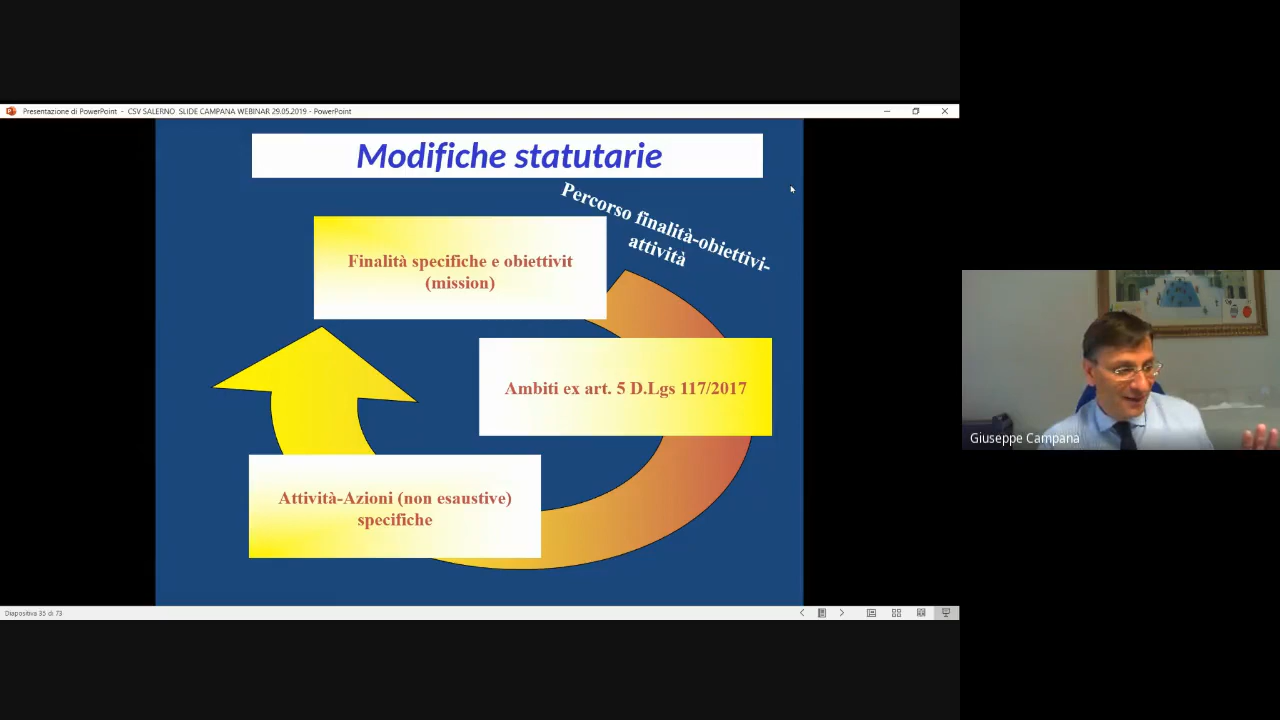 Presentazione di PowerPoint - CSV SALERNO SLIDE CAMPANA WEBINAR 29.05.2019 - PowerPoint
Modifiche statutarie
Percorso finalità-obiettivi-
attività
Finalità specifiche e obiettivit
(mission)
Ambiti ex art. 5 D.Lgs 117/2017
Attività-Azioni (non esaustive)
specifiche
Giuseppe Campana
Diapositiva 35 di 73